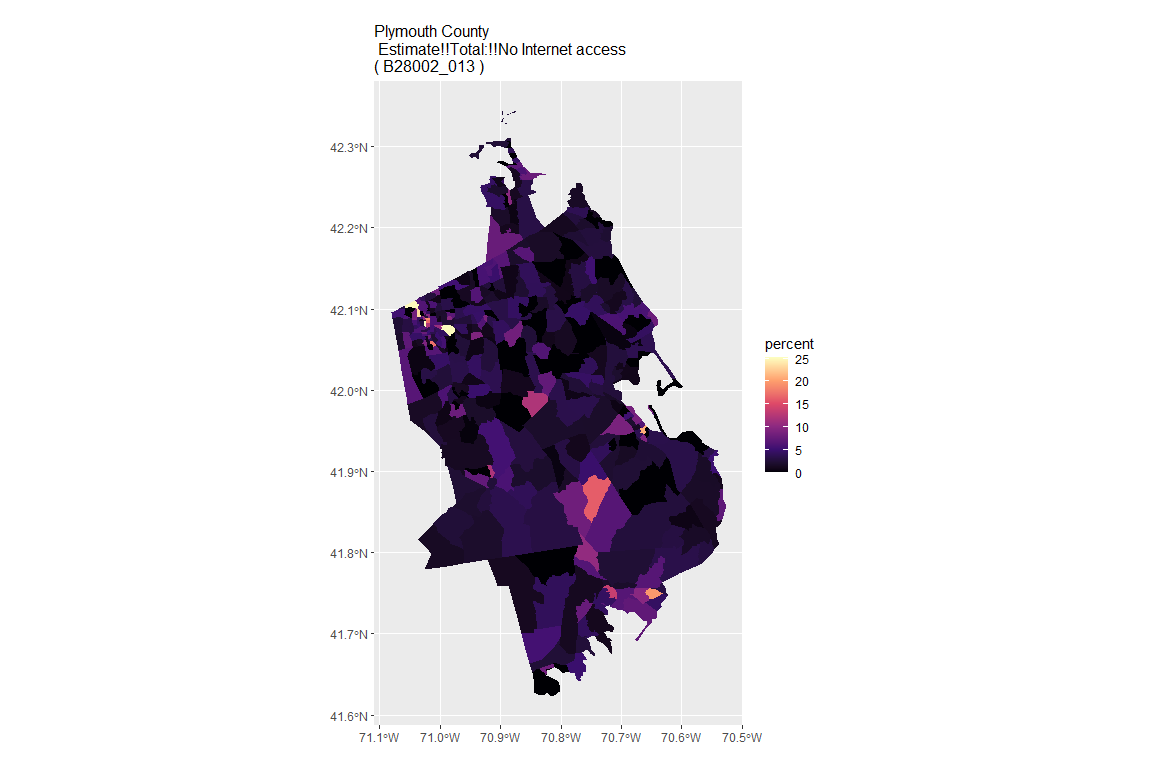 Plymouth County
Estimate!!Total:!!No Internet access
( B28002_013 )
42.3°N
42.2°N
42.1°N
42.0°N
41.9°N
41.8°N
41.7°N
41.6°N
71.1°W
71.0°W
70.9°W
70.8°W
70.7°W
70.6°W
70.5°W
percent
25
20
15
10
5
0